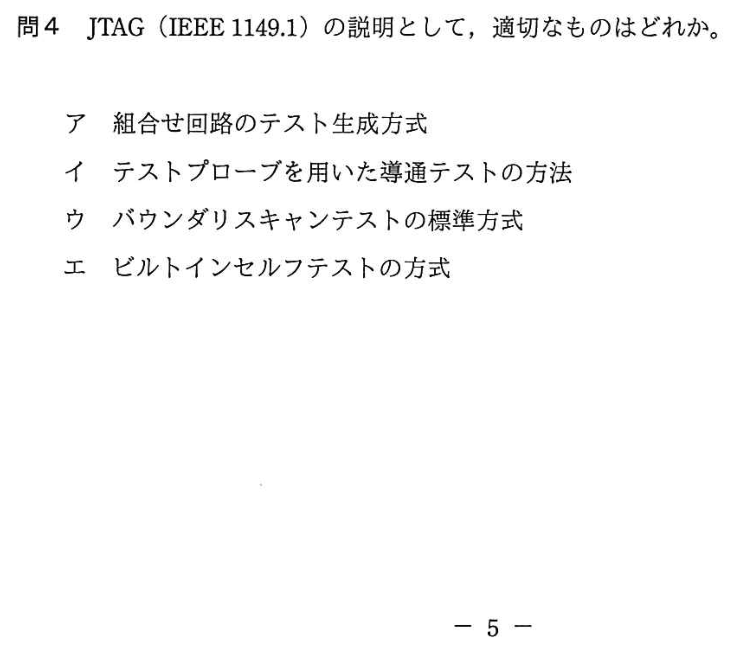 問4 JTAG（IEEE 1149.1）の説明として，適切なものはどれか。
ア 組合せ回路のテスト生成方式
イ テストプローブを用いた導通テストの方法
ウ バウンダリスキャンテストの標準方式
エ ビルトインセルフテストの方式
－ 5 －